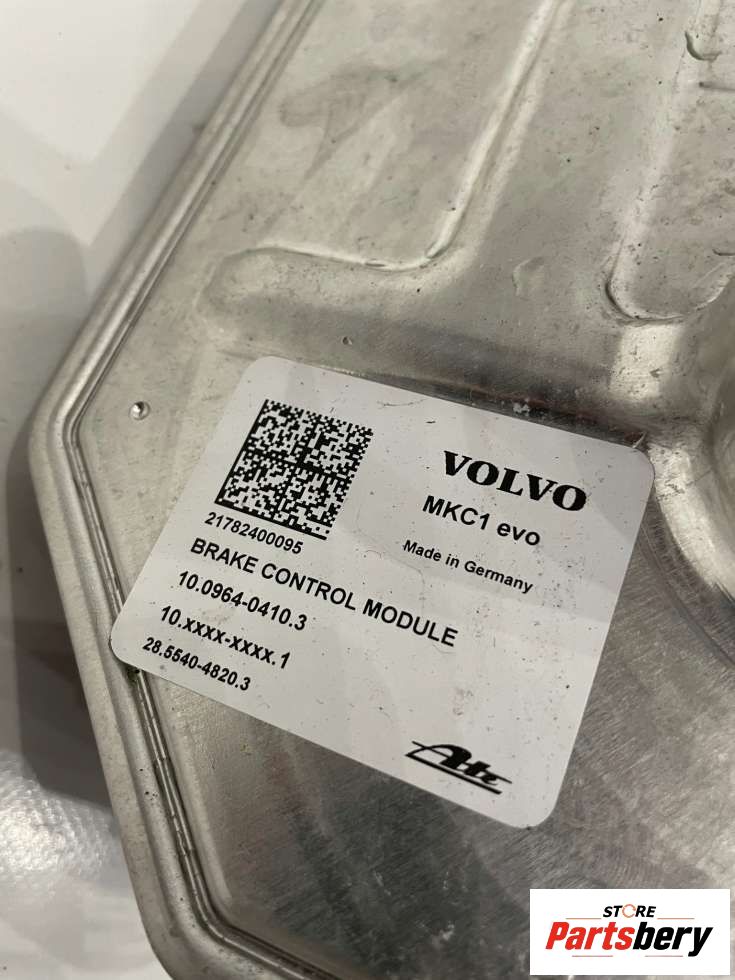 VOLVO
MKC1 evo
Made in Germany
21782400095
BRAKE CONTROL MODULE
10.0964-0410.3
10.xxxx-xxxx.1
28.5540-4820.3
Ate
STORE
Partsbery